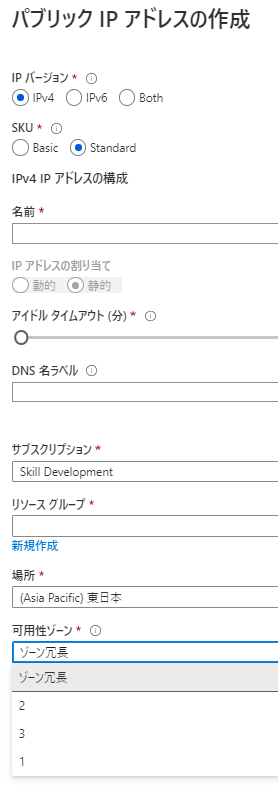 パブリック IP アドレスの作成
IP バージョン *
IPv4 IPv6 Both
SKU *
Basic Standard
IPv4 IP アドレスの構成
名前 *
IP アドレスの割り当て
動的 静的
アイドル タイムアウト (分) *
DNS 名ラベル
サブスクリプション *
Skill Development
リソース グループ *
新規作成
場所 *
(Asia Pacific) 東日本
可用性ゾーン *
ゾーン冗長
ゾーン冗長
2
3
1